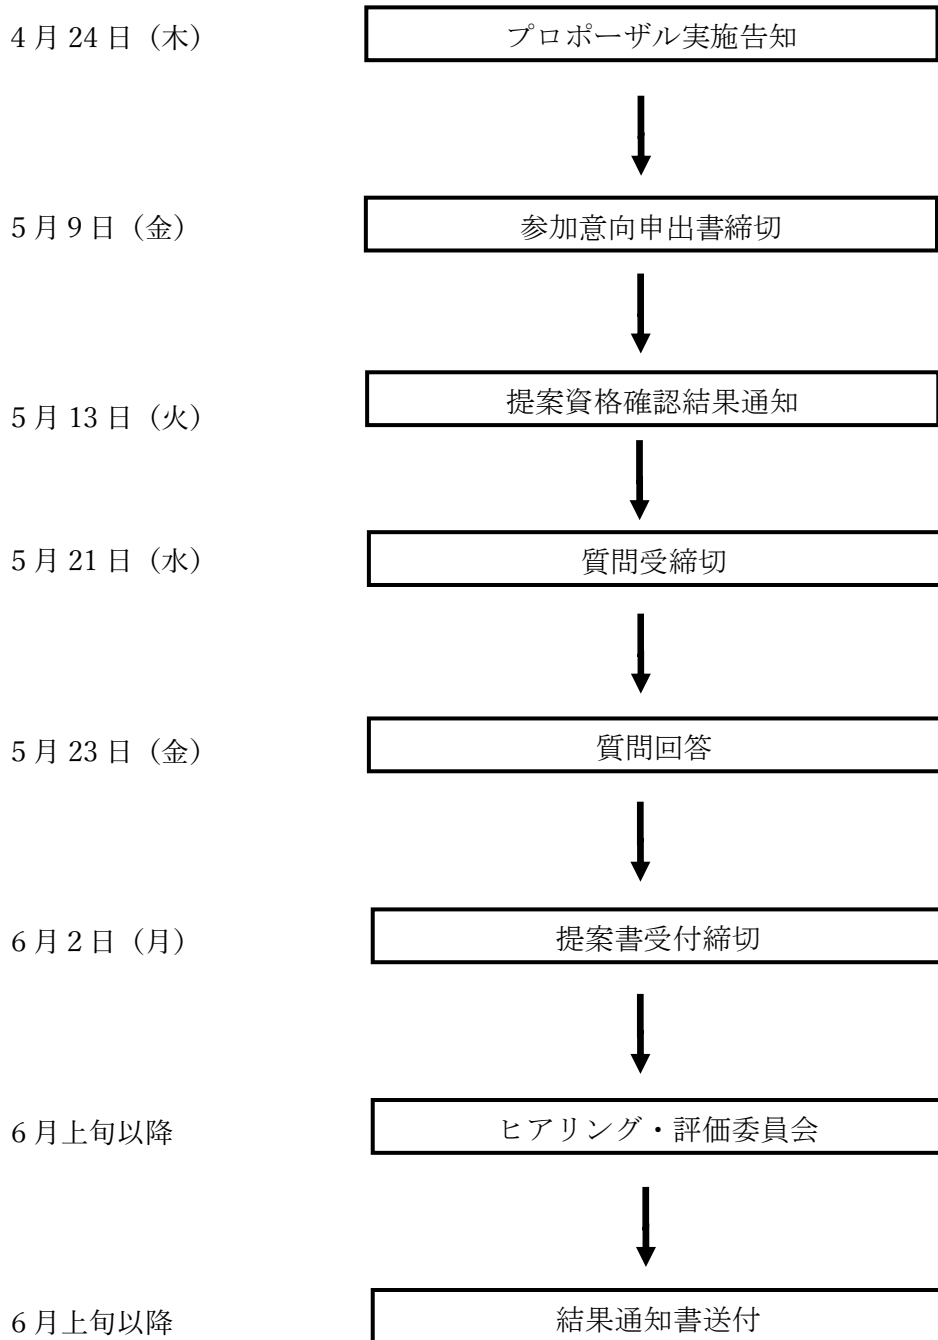 4月24日（木） プロポーザル実施告知
5月9日（金） 参加意向申出書締切
5月13日（火） 提案資格確認結果通知
5月21日（水） 質問受締切
5月23日（金） 質問回答
6月2日（月） 提案書受付締切
6月上旬以降 ヒアリング・評価委員会
6月上旬以降 結果通知書送付